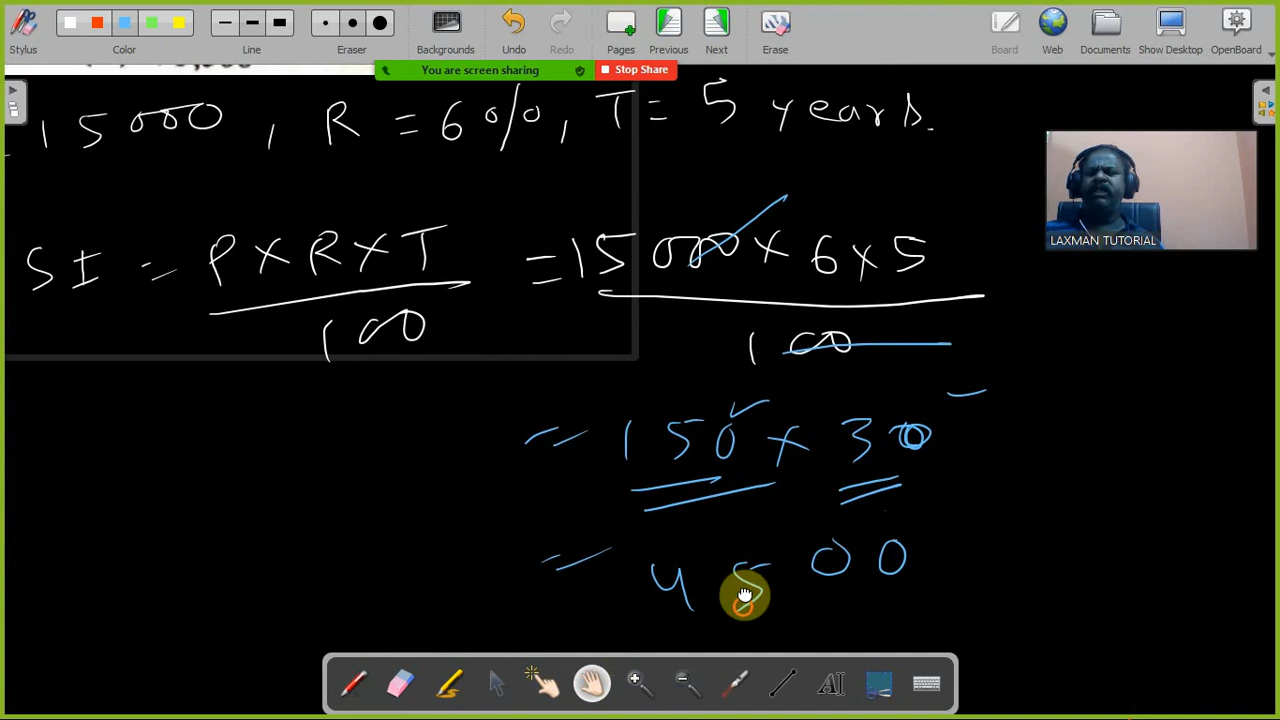 Stylus Color Line Eraser Backgrounds Undo Redo Pages Previous Next Erase Board Web Documents Show Desktop OpenBoard
You are screen sharing Stop Share
15000, R = 6%, T = 5 years.
LAXMAN TUTORIAL
SI = P X R X T = 15000 X 6 X 5
100 100
= 150 X 30
= 4500
AI